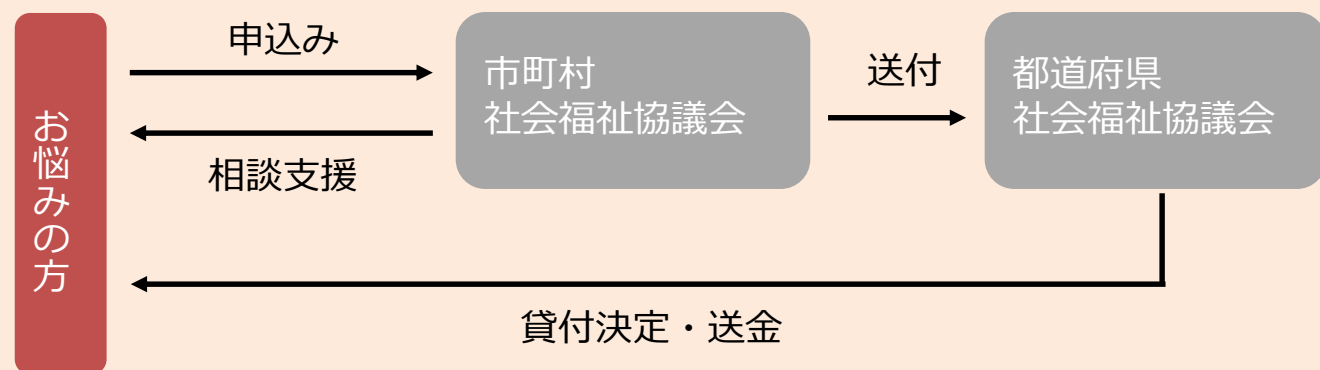 お悩みの方
申込み
相談支援
市町村
社会福祉協議会
送付
都道府県
社会福祉協議会
貸付決定・送金